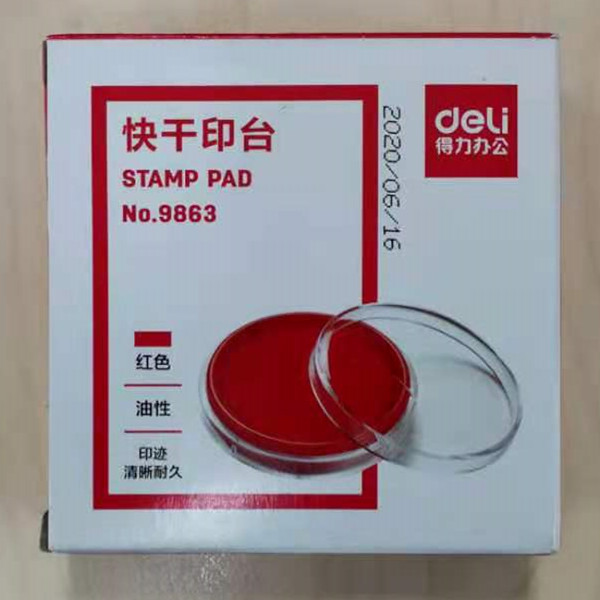 快干印台
STAMP PAD
No.9863
2020/06/16
deli
得力办公
红色
油性
印迹
清晰耐久